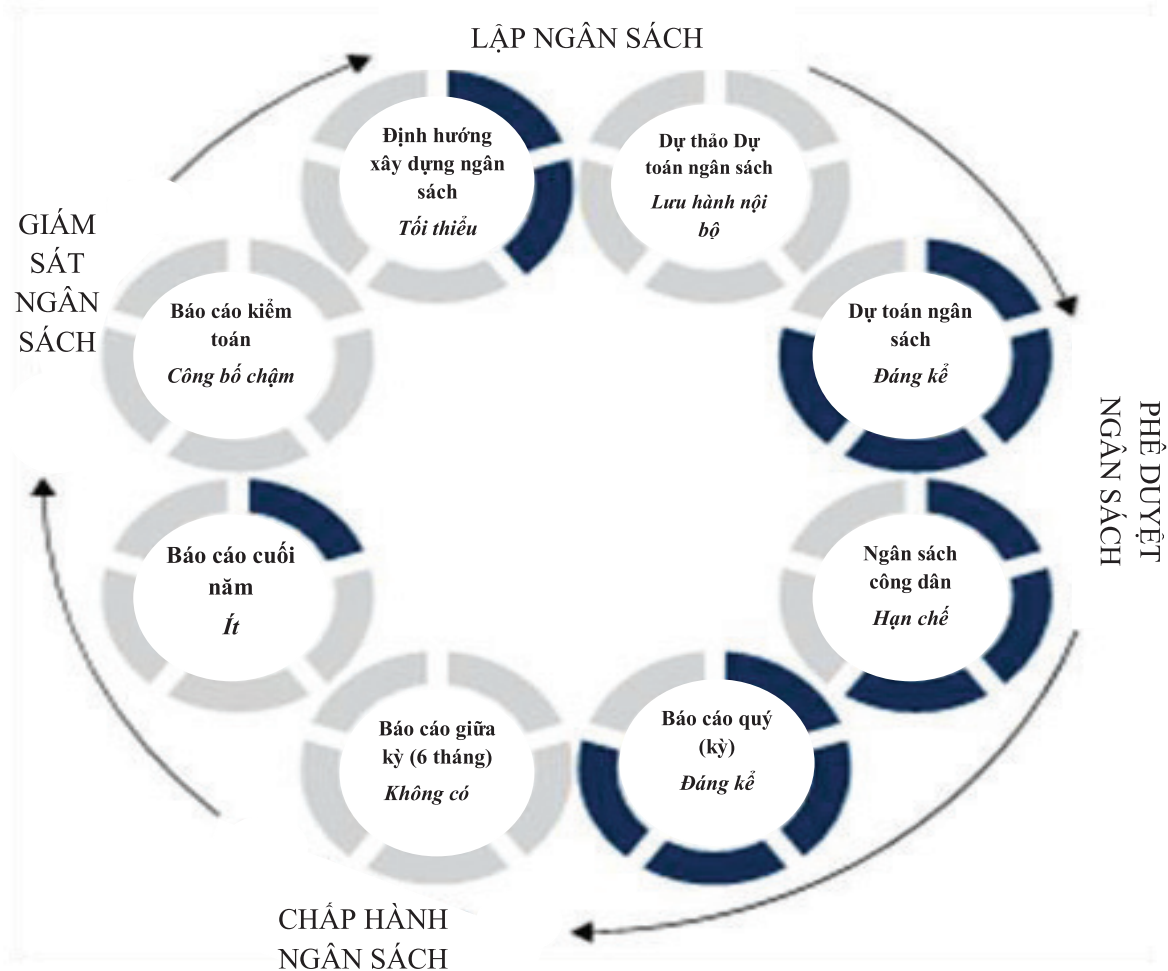 LẬP NGÂN SÁCH
Định hướng
xây dựng ngân
sách
Tối thiểu
Dự thảo Dự
toán ngân sách
Lưu hành nội
bộ
Dự toán ngân
sách
Đáng kể
PHÊ DUYỆT
NGÂN SÁCH
Ngân sách
công dân
Hạn chế
Báo cáo quý
(kỳ)
Đáng kể
CHẤP HÀNH
NGÂN SÁCH
Báo cáo giữa
kỳ (6 tháng)
Không có
Báo cáo cuối
năm
Ít
GIÁM
SÁT
NGÂN
SÁCH
Báo cáo kiểm
toán
Công bố chậm